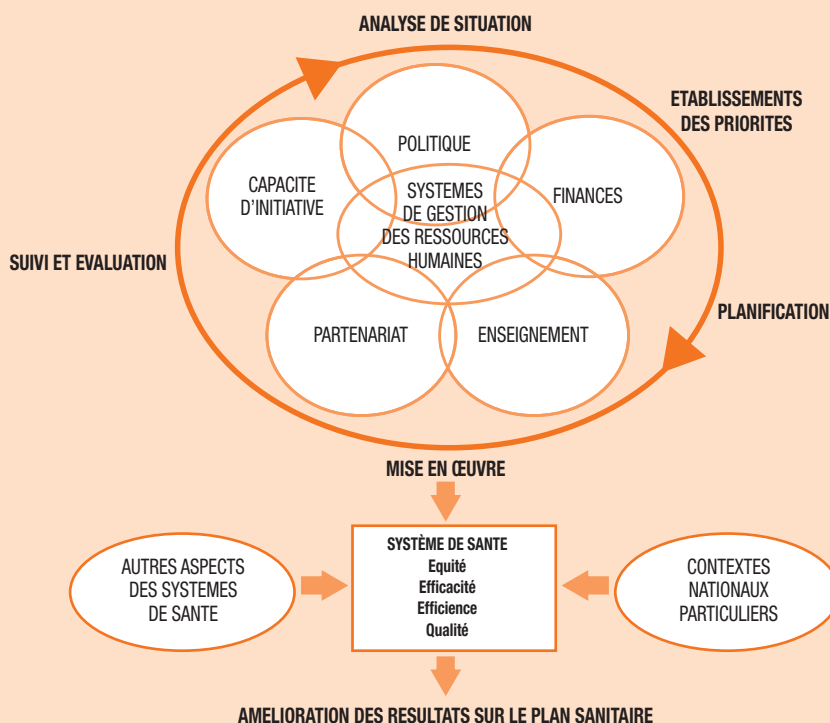 ANALYSE DE SITUATION
ETABLISSEMENTS
DES PRIORITES
POLITIQUE
CAPACITE
D'INITIATIVE
SYSTEMES
DE GESTION
DES RESSOURCES
HUMAINES
FINANCES
SUIVI ET EVALUATION
PLANIFICATION
PARTENARIAT
ENSEIGNEMENT
MISE EN ŒUVRE
AUTRES ASPECTS
DES SYSTEMES
DE SANTE
SYSTÈME DE SANTE
Equité
Efficacité
Efficience
Qualité
CONTEXTES
NATIONAUX
PARTICULIERS
AMELIORATION DES RESULTATS SUR LE PLAN SANITAIRE